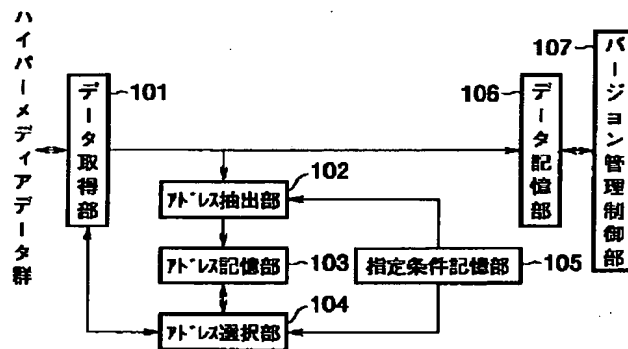 ハイパーメディアデータ群
データ取得部
101
アドレス抽出部
102
アドレス記憶部
103
アドレス選択部
104
指定条件記憶部
105
データ記憶部
106
バージョン管理制御部
107